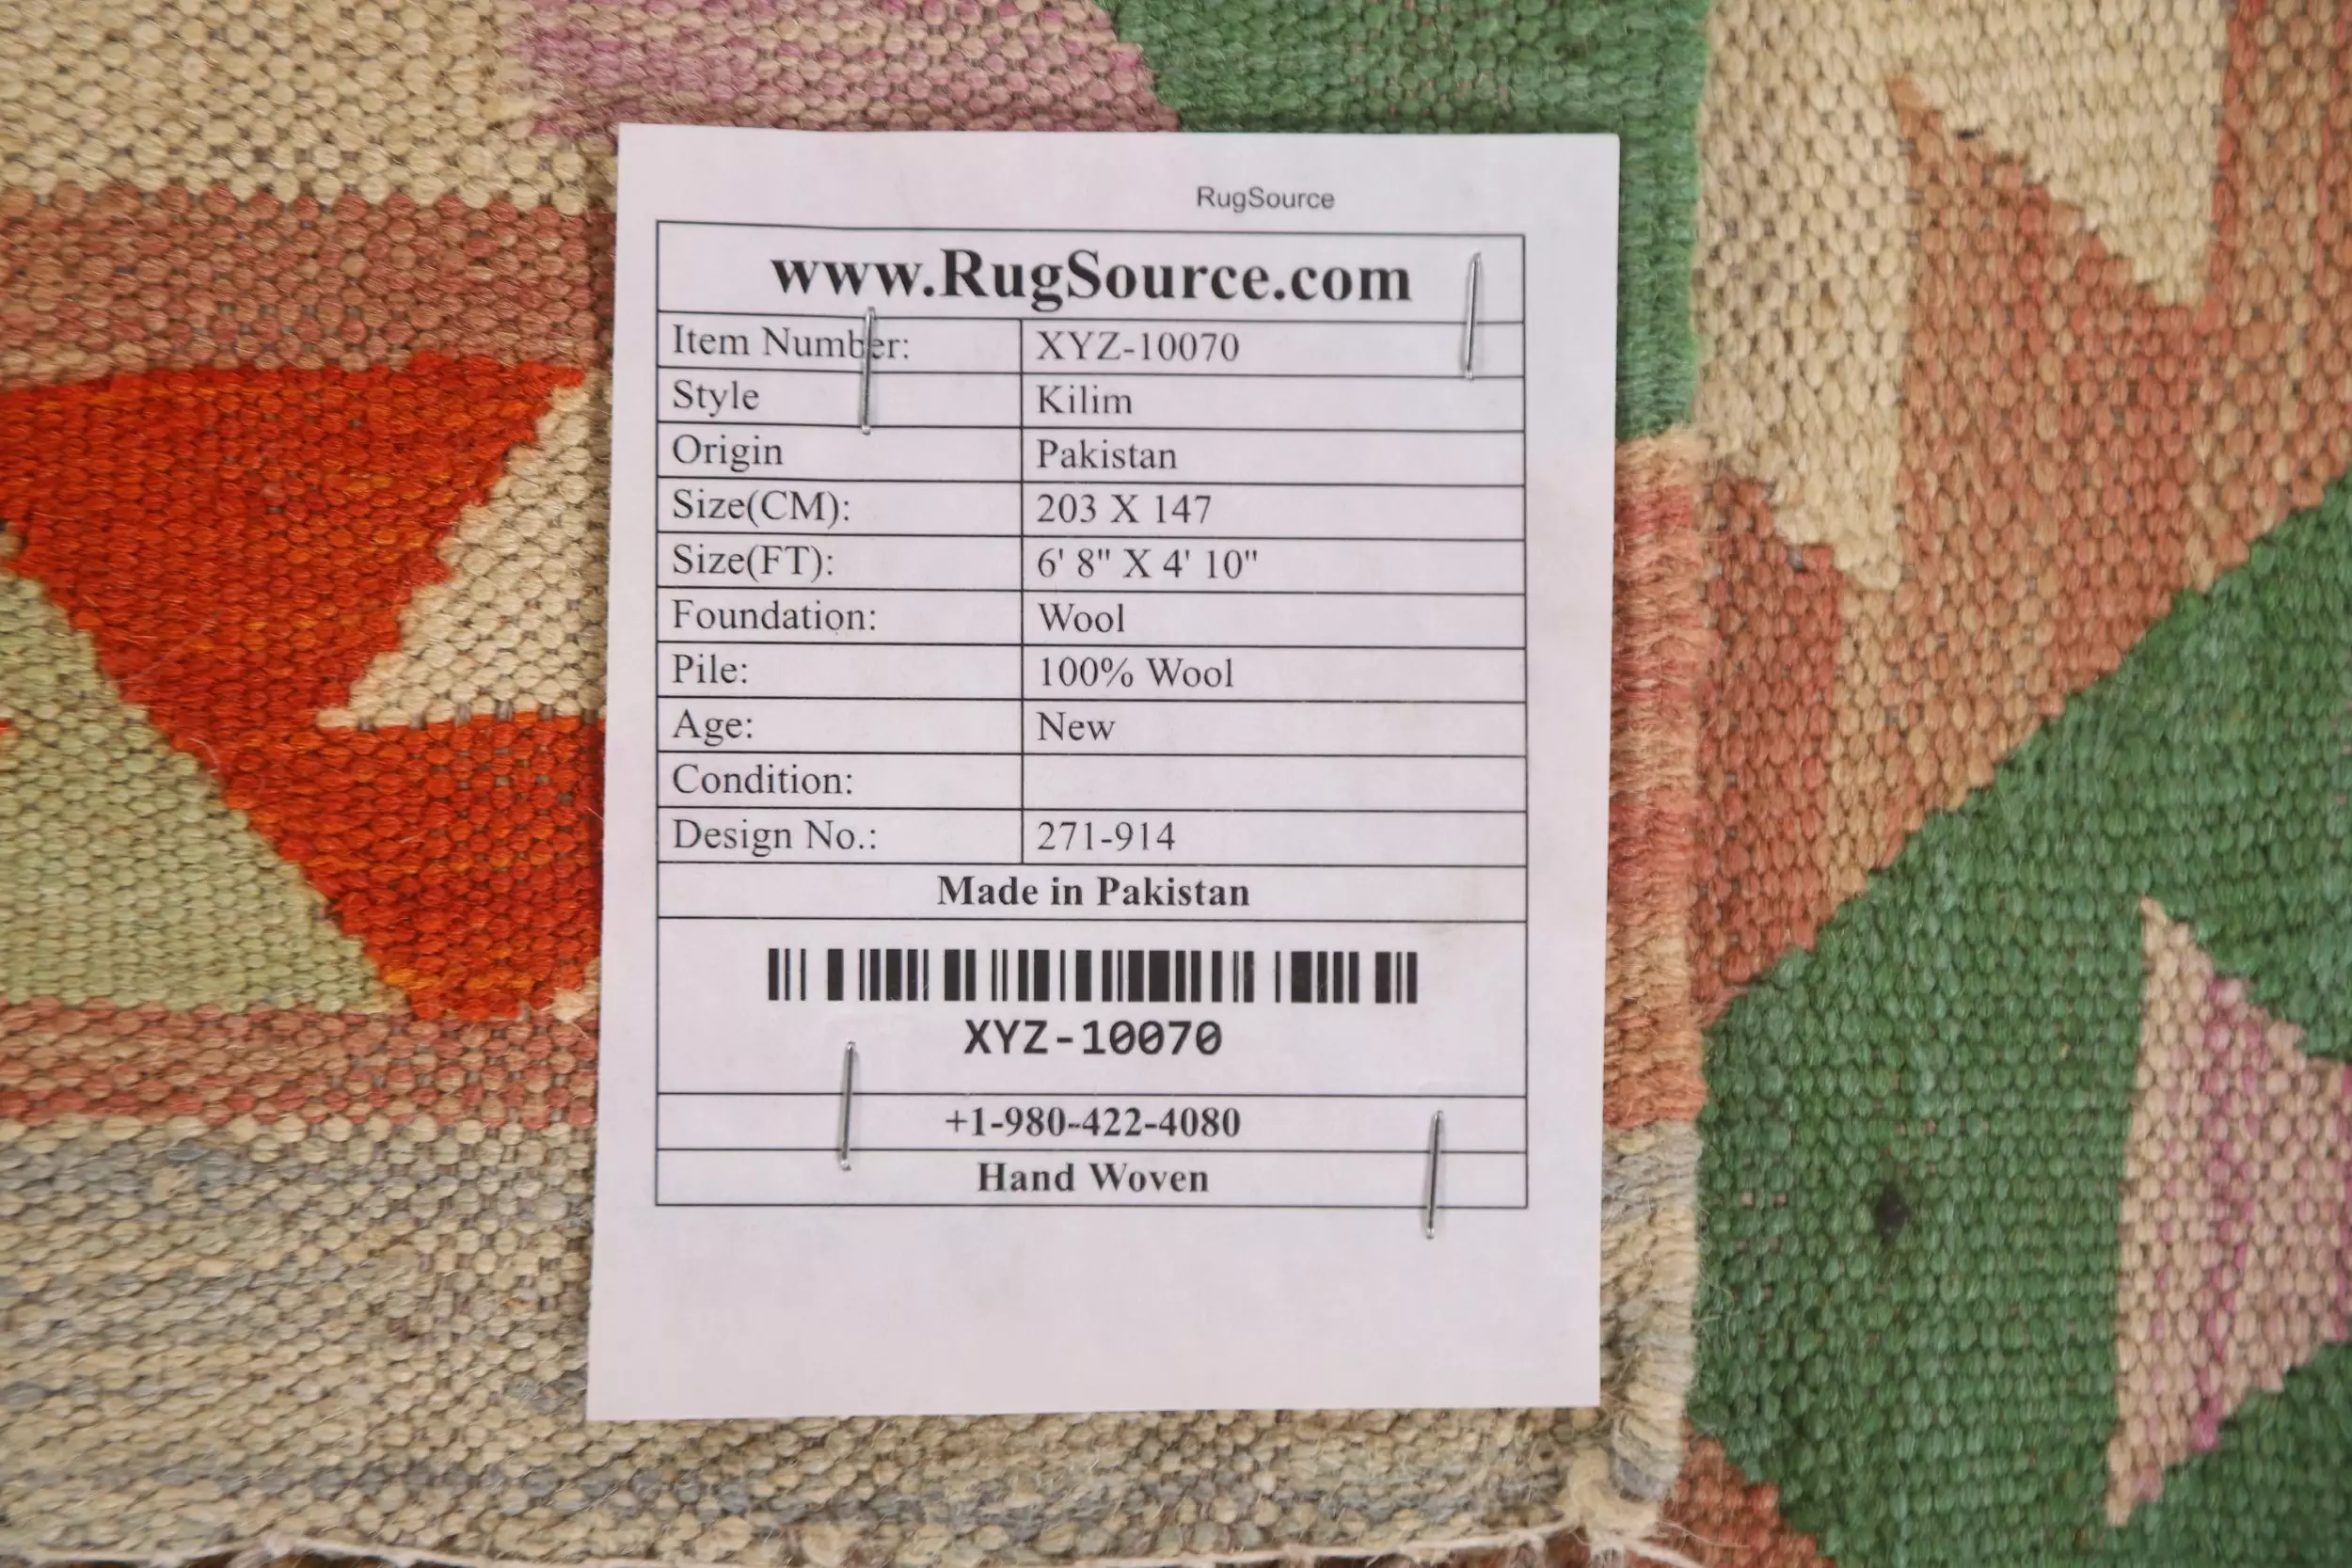 RugSource
www.RugSource.com
Item Number: XYZ-10070
Style Kilim
Origin Pakistan
Size(CM): 203 X 147
Size(FT): 6' 8" X 4' 10"
Foundation: Wool
Pile: 100% Wool
Age: New
Condition:
Design No.: 271-914
Made in Pakistan
XYZ-10070
+1-980-422-4080
Hand Woven